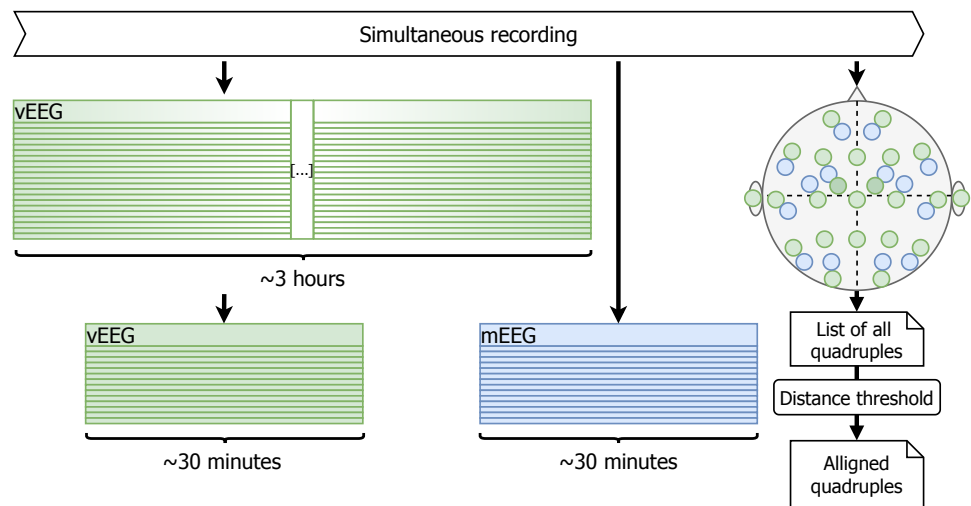 Simultaneous recording
vEEG
[...]
~3 hours
vEEG
mEEG
~30 minutes
~30 minutes
List of all
quadruples
Distance threshold
Alligned
quadruples